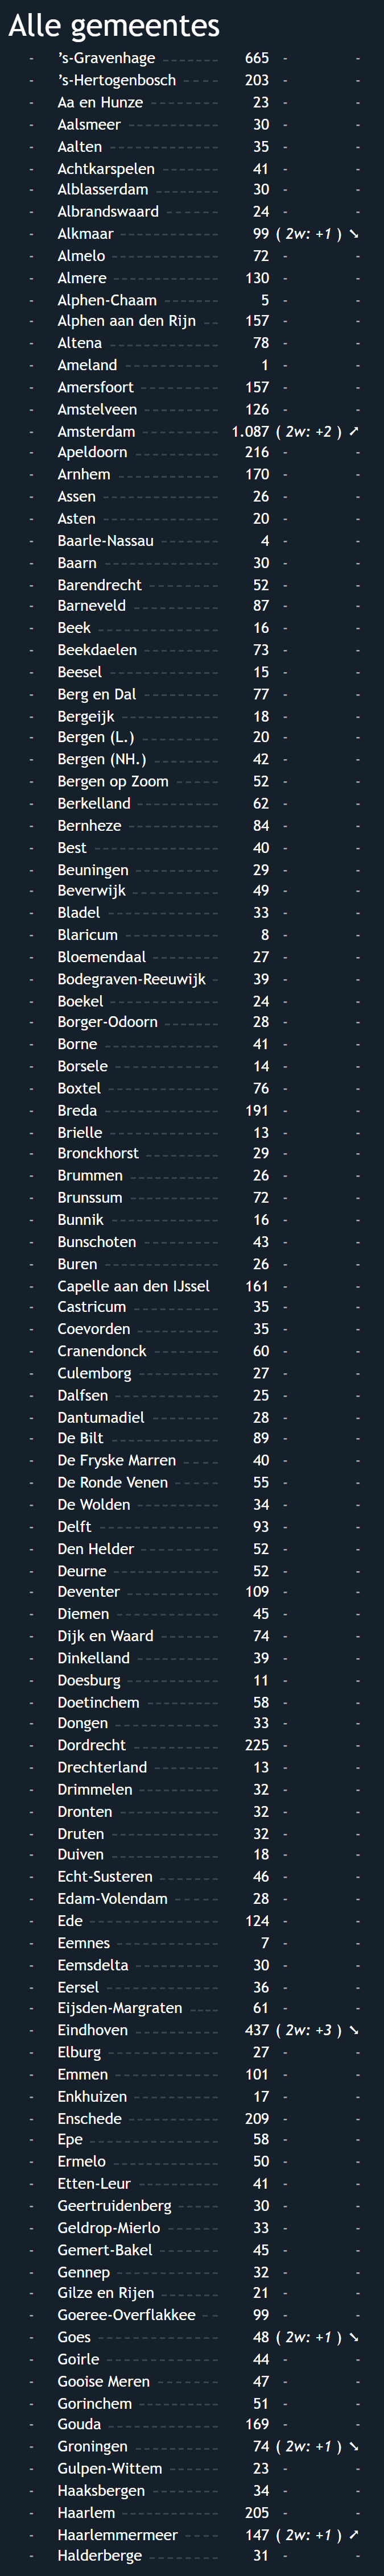 Alle gemeentes
- 's-Gravenhage 665 - -
- 's-Hertogenbosch 203 - -
- Aa en Hunze 23 - -
- Aalsmeer 30 - -
- Aalten 35 - -
- Achtkarspelen 41 - -
- Alblasserdam 30 - -
- Albrandswaard 24 - -
- Alkmaar 99 ( 2w: +1 ) ↘
- Almelo 72 - -
- Almere 130 - -
- Alphen-Chaam 5 - -
- Alphen aan den Rijn 157 - -
- Altena 78 - -
- Ameland 1 - -
- Amersfoort 157 - -
- Amstelveen 126 - -
- Amsterdam 1.087 ( 2w: +2 ) ↗
- Apeldoorn 216 - -
- Arnhem 170 - -
- Assen 26 - -
- Asten 20 - -
- Baarle-Nassau 4 - -
- Baarn 30 - -
- Barendrecht 52 - -
- Barneveld 87 - -
- Beek 16 - -
- Beekdaelen 73 - -
- Beesel 15 - -
- Berg en Dal 77 - -
- Bergeijk 18 - -
- Bergen (L.) 20 - -
- Bergen (NH.) 42 - -
- Bergen op Zoom 52 - -
- Berkelland 62 - -
- Bernheze 84 - -
- Best 40 - -
- Beuningen 29 - -
- Beverwijk 49 - -
- Bladel 33 - -
- Blaricum 8 - -
- Bloemendaal 27 - -
- Bodegraven-Reeuwijk 39 - -
- Boekel 24 - -
- Borger-Odoorn 28 - -
- Borne 41 - -
- Borsele 14 - -
- Boxtel 76 - -
- Breda 191 - -
- Brielle 13 - -
- Bronckhorst 29 - -
- Brummen 26 - -
- Brunssum 72 - -
- Bunnik 16 - -
- Bunschoten 43 - -
- Buren 26 - -
- Capelle aan den IJssel 161 - -
- Castricum 35 - -
- Coevorden 35 - -
- Cranendonck 60 - -
- Culemborg 27 - -
- Dalfsen 25 - -
- Dantumadiel 28 - -
- De Bilt 89 - -
- De Fryske Marren 40 - -
- De Ronde Venen 55 - -
- De Wolden 34 - -
- Delft 93 - -
- Den Helder 52 - -
- Deurne 52 - -
- Deventer 109 - -
- Diemen 45 - -
- Dijk en Waard 74 - -
- Dinkelland 39 - -
- Doesburg 11 - -
- Doetinchem 58 - -
- Dongen 33 - -
- Dordrecht 225 - -
- Drechterland 13 - -
- Drimmelen 32 - -
- Dronten 32 - -
- Druten 32 - -
- Duiven 18 - -
- Echt-Susteren 46 - -
- Edam-Volendam 28 - -
- Ede 124 - -
- Eemnes 7 - -
- Eemsdelta 30 - -
- Eersel 36 - -
- Eijsden-Margraten 61 - -
- Eindhoven 437 ( 2w: +3 ) ↘
- Elburg 27 - -
- Emmen 101 - -
- Enkhuizen 17 - -
- Enschede 209 - -
- Epe 58 - -
- Ermelo 50 - -
- Etten-Leur 41 - -
- Geertruidenberg 30 - -
- Geldrop-Mierlo 33 - -
- Gemert-Bakel 45 - -
- Gennep 32 - -
- Gilze en Rijen 21 - -
- Goeree-Overflakkee 99 - -
- Goes 48 ( 2w: +1 ) ↘
- Goirle 44 - -
- Gooise Meren 47 - -
- Gorinchem 51 - -
- Gouda 169 - -
- Groningen 74 ( 2w: +1 ) ↘
- Gulpen-Wittem 23 - -
- Haaksbergen 34 - -
- Haarlem 205 - -
- Haarlemmermeer 147 ( 2w: +1 ) ↗
- Halderberge 31 - -